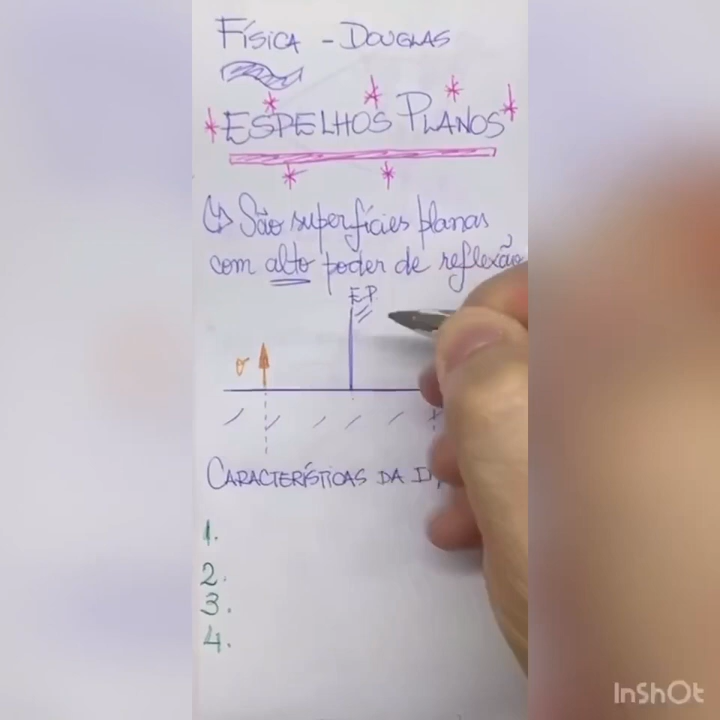 FÍSICA - DOUGLAS
ESPELHOS PLANOS
São superfícies planas
com alto poder de reflexão
E.P
σ
CARACTERÍSTICAS DA
1.
2.
3.
4.
InShOt